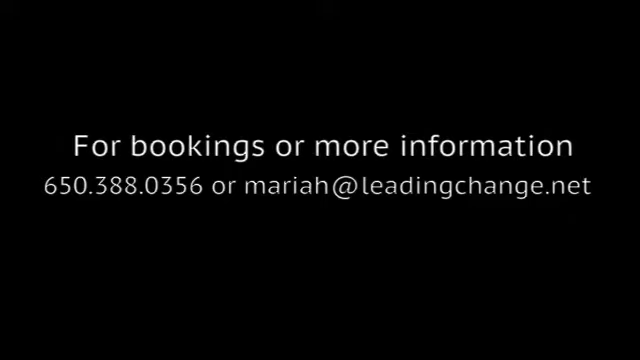 For bookings or more information
650.388.0356 or mariah@leadingchange.net